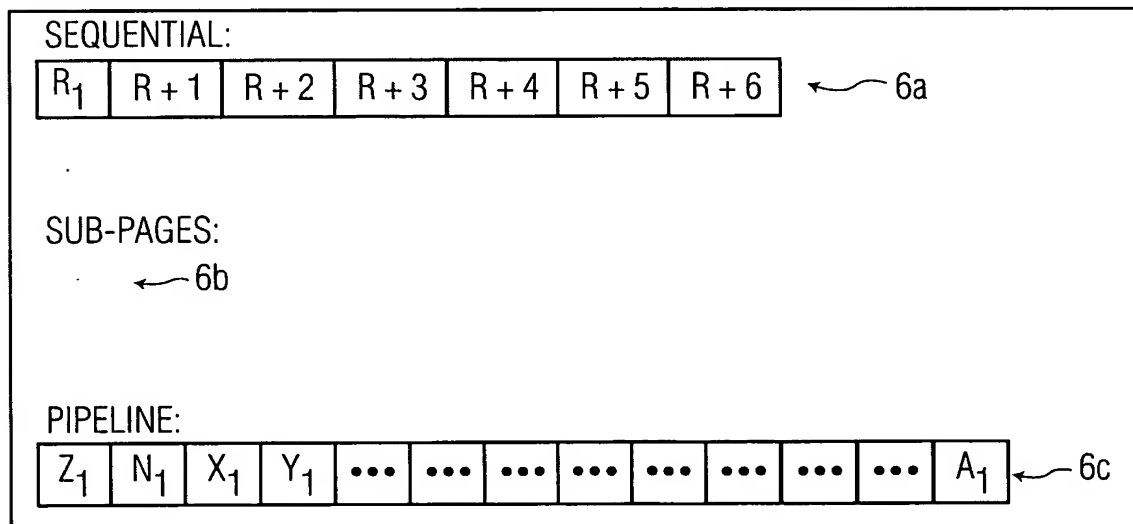 SEQUENTIAL:
R₁ R + 1 R + 2 R + 3 R + 4 R + 5 R + 6 6a
SUB-PAGES:
6b
PIPELINE:
Z₁ N₁ X₁ Y₁ ••• ••• ••• ••• ••• ••• ••• ••• A₁ 6c